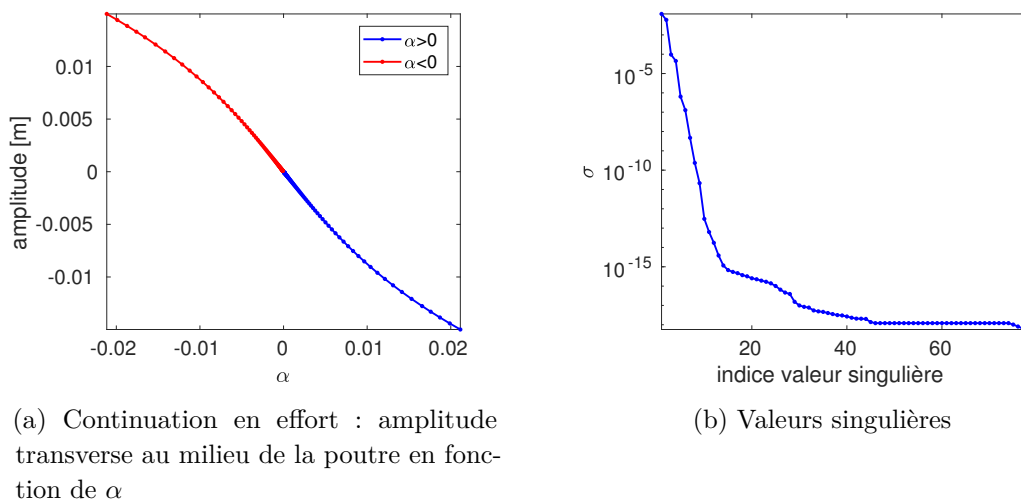 0.01
0.005
0
-0.005
-0.01
amplitude [m]
-0.02
-0.01
0
0.01
0.02
α
α>0
α<0
10-5
10-10
10-15
σ
20
40
60
indice valeur singulière
(a) Continuation en effort : amplitude
transverse au milieu de la poutre en fonc-
tion de α
(b) Valeurs singulières